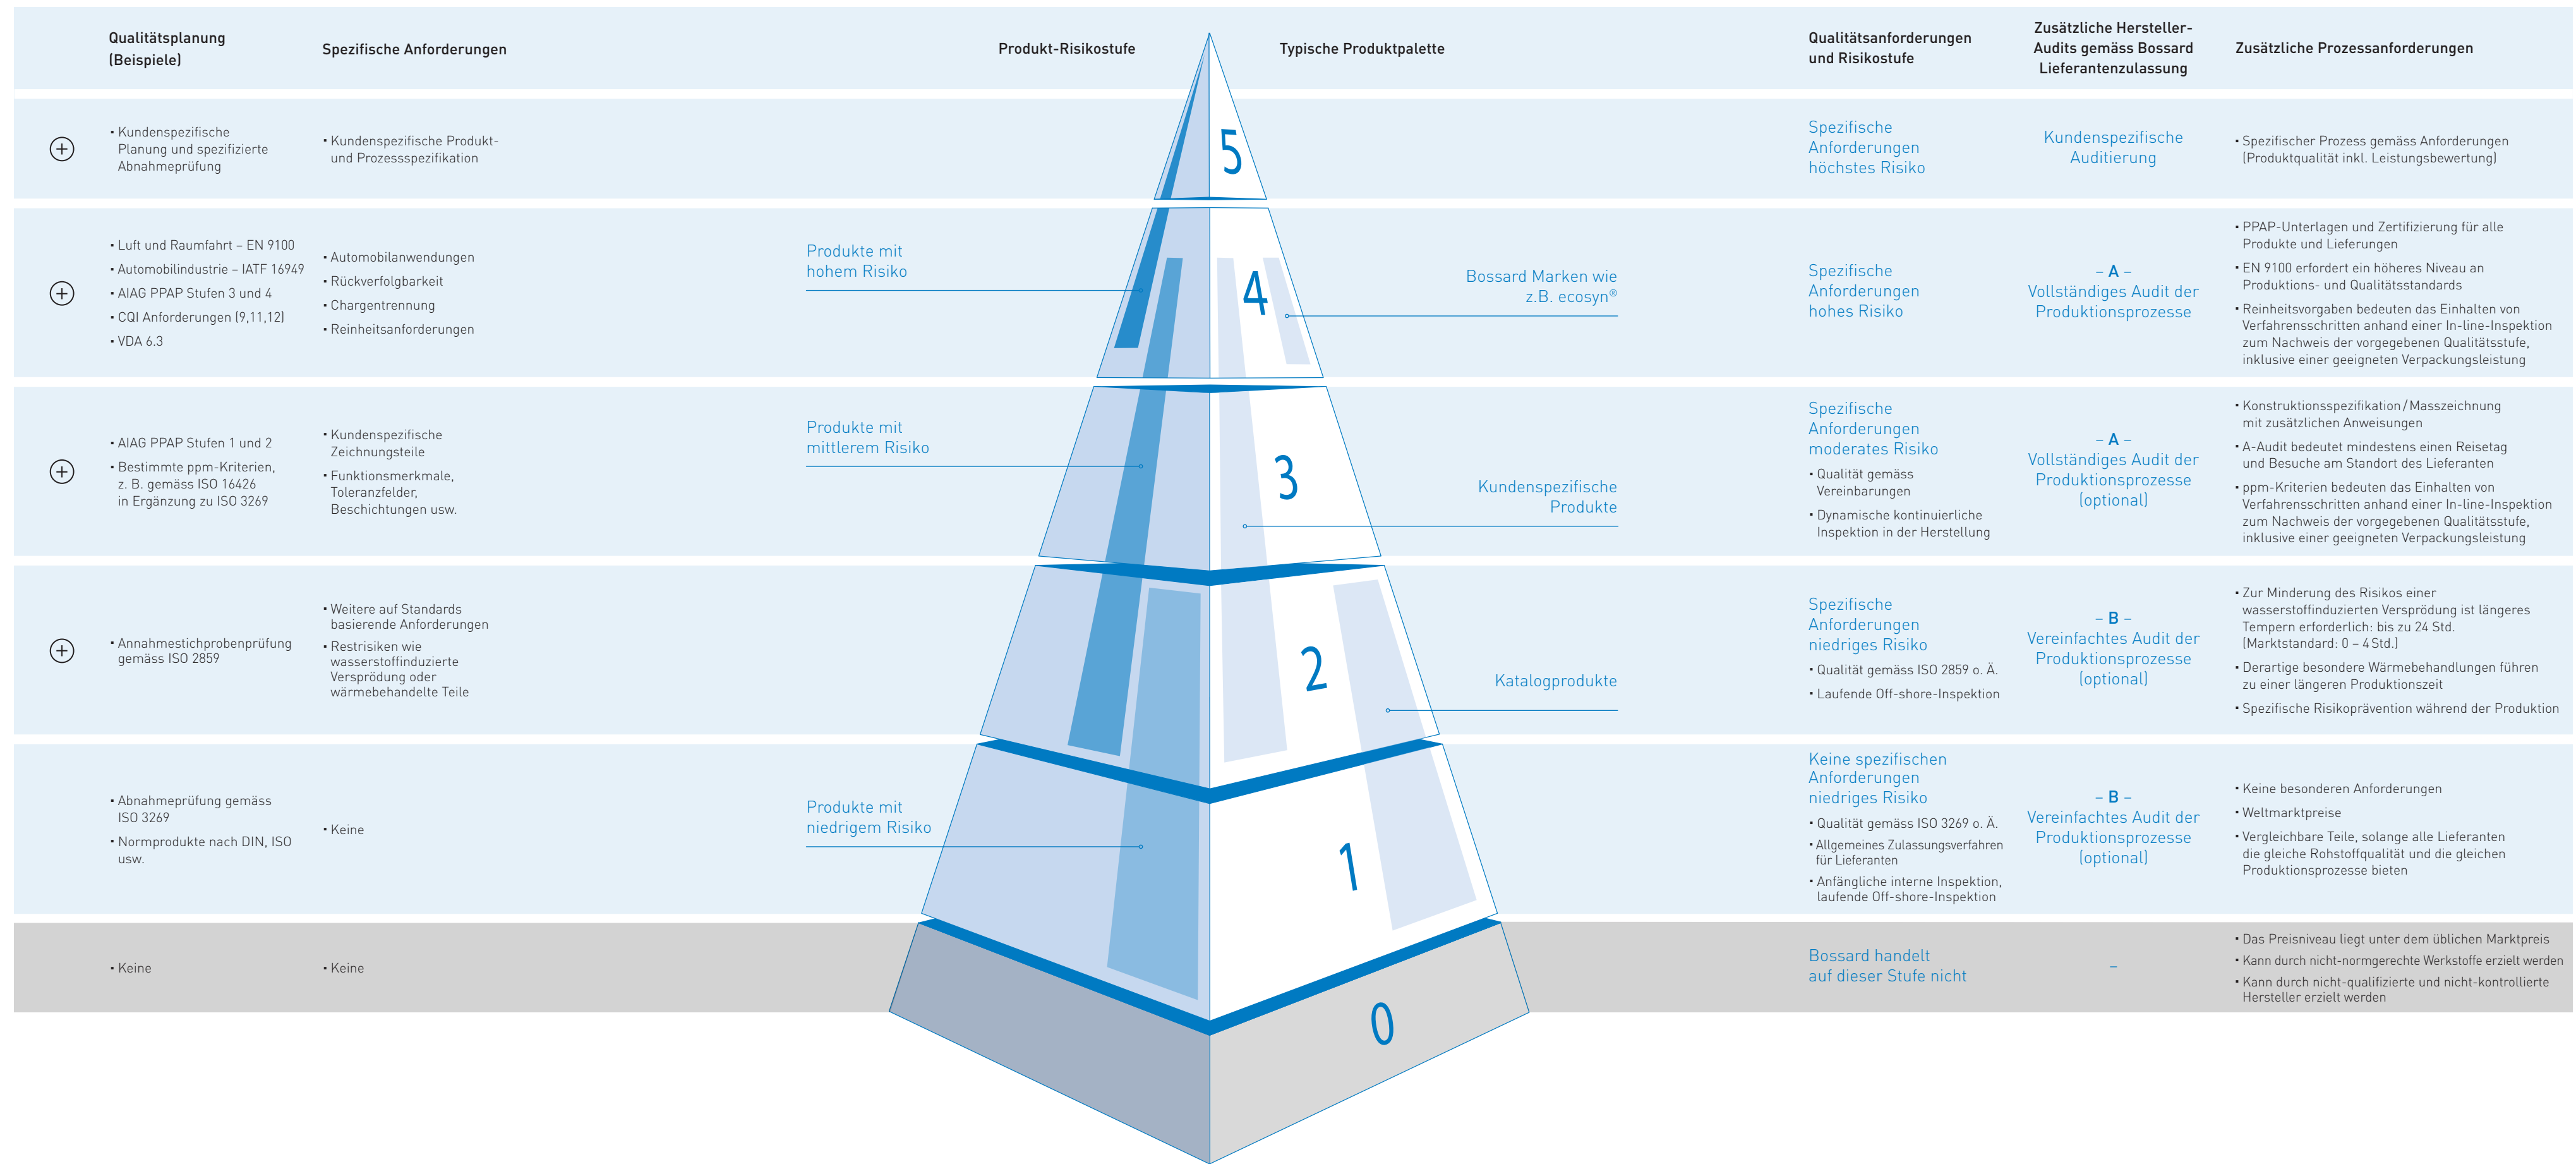 Qualitätsplanung
(Beispiele)
Spezifische Anforderungen
Produkt-Risikostufe
Typische Produktpalette
Qualitätsanforderungen
und Risikostufe
Zusätzliche Hersteller-
Audits gemäss Bossard
Lieferantenzulassung
Zusätzliche Prozessanforderungen
• Kundenspezifische
Planung und spezifizierte
Abnahmeprüfung
• Kundenspezifische Produkt-
und Prozessspezifikation
5
Spezifische
Anforderungen
höchstes Risiko
Kundenspezifische
Auditierung
• Spezifischer Prozess gemäss Anforderungen
(Produktqualität inkl. Leistungsbewertung)
• Luft und Raumfahrt – EN 9100
• Automobilindustrie – IATF 16949
• AIAG PPAP Stufen 3 und 4
• CQI Anforderungen (9,11,12)
• VDA 6.3
• Automobilanwendungen
• Rückverfolgbarkeit
• Chargentrennung
• Reinheitsanforderungen
Produkte mit
hohem Risiko
4
Bossard Marken wie
z.B. ecosyn®
Spezifische
Anforderungen
hohes Risiko
– A –
Vollständiges Audit der
Produktionsprozesse
• PPAP-Unterlagen und Zertifizierung für alle
Produkte und Lieferungen
• EN 9100 erfordert ein höheres Niveau an
Produktions- und Qualitätsstandards
• Reinheitsvorgaben bedeuten das Einhalten von
Verfahrensschritten anhand einer In-line-Inspektion
zum Nachweis der vorgegebenen Qualitätsstufe,
inklusive einer geeigneten Verpackungsleistung
• AIAG PPAP Stufen 1 und 2
• Bestimmte ppm-Kriterien,
z. B. gemäss ISO 16426
in Ergänzung zu ISO 3269
• Kundenspezifische
Zeichnungsteile
• Funktionsmerkmale,
Toleranzfelder,
Beschichtungen usw.
Produkte mit
mittlerem Risiko
3
Kundenspezifische
Produkte
Spezifische
Anforderungen
moderates Risiko
• Qualität gemäss
Vereinbarungen
• Dynamische kontinuierliche
Inspektion in der Herstellung
– A –
Vollständiges Audit der
Produktionsprozesse
(optional)
• Konstruktionsspezifikation / Masszeichnung
mit zusätzlichen Anweisungen
• A-Audit bedeutet mindestens einen Reisetag
und Besuche am Standort des Lieferanten
• ppm-Kriterien bedeuten das Einhalten von
Verfahrensschritten anhand einer In-line-Inspektion
zum Nachweis der vorgegebenen Qualitätsstufe,
inklusive einer geeigneten Verpackungsleistung
• Annahmestichprobenprüfung
gemäss ISO 2859
• Weitere auf Standards
basierende Anforderungen
• Restrisiken wie
wasserstoffinduzierte
Versprödung oder
wärmebehandelte Teile
2
Katalogprodukte
Spezifische
Anforderungen
niedriges Risiko
• Qualität gemäss ISO 2859 o. Ä.
• Laufende Off-shore-Inspektion
– B –
Vereinfachtes Audit der
Produktionsprozesse
(optional)
• Zur Minderung des Risikos einer
wasserstoffinduzierten Versprödung ist längeres
Tempern erforderlich: bis zu 24 Std.
(Marktstandard: 0 – 4 Std.)
• Derartige besondere Wärmebehandlungen führen
zu einer längeren Produktionszeit
• Spezifische Risikoprävention während der Produktion
• Abnahmeprüfung gemäss
ISO 3269
• Normprodukte nach DIN, ISO
usw.
• Keine
Produkte mit
niedrigem Risiko
1
Keine spezifischen
Anforderungen
niedriges Risiko
• Qualität gemäss ISO 3269 o. Ä.
• Allgemeines Zulassungsverfahren
für Lieferanten
• Anfängliche interne Inspektion,
laufende Off-shore-Inspektion
– B –
Vereinfachtes Audit der
Produktionsprozesse
(optional)
• Keine besonderen Anforderungen
• Weltmarktpreise
• Vergleichbare Teile, solange alle Lieferanten
die gleiche Rohstoffqualität und die gleichen
Produktionsprozesse bieten
• Keine
• Keine
0
Bossard handelt
auf dieser Stufe nicht
–
• Das Preisniveau liegt unter dem üblichen Marktpreis
• Kann durch nicht-normgerechte Werkstoffe erzielt werden
• Kann durch nicht-qualifizierte und nicht-kontrollierte
Hersteller erzielt werden